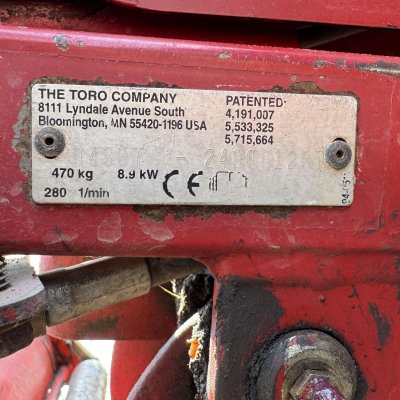 THE TORO COMPANY
8111 Lyndale Avenue South
Bloomington, MN 55420-1196 USA
PATENTED:
4,191,007
5,533,325
5,715,664
470 kg 8.9 kW CE
280 1/min